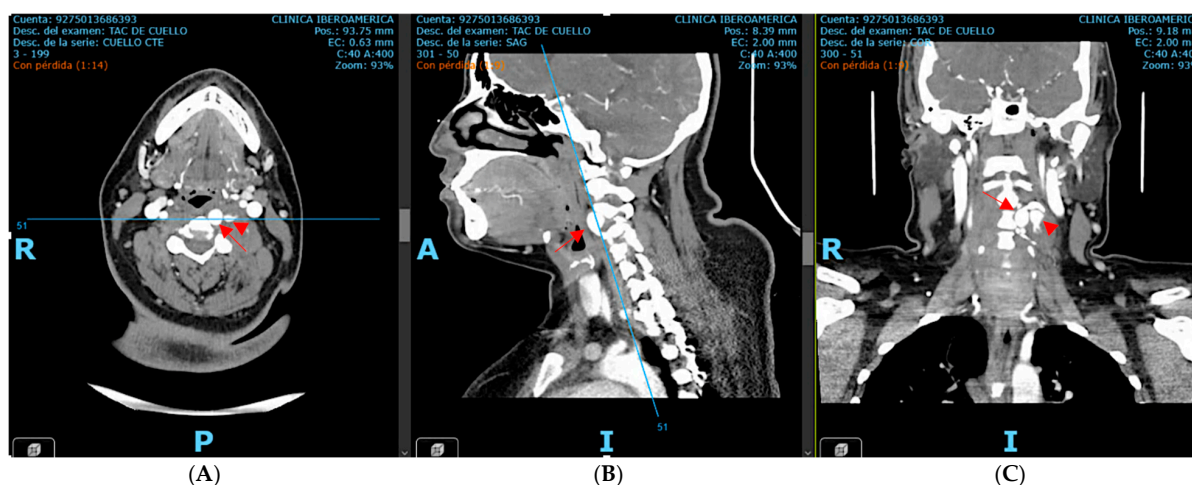 Cuenta: 9275013686393 CLINICA IBEROAMERICA
Desc. del examen: TAC DE CUELLO Pos.: 93.75 mm
Desc. de la serie: CUELLO CTE EC: 0.63 mm
3 - 199 C:40 A:400
Con pérdida (1:14) Zoom: 93%
51
R
P
(A)
Cuenta: 9275013686393 CLINICA IBEROAMERICA
Desc. del examen: TAC DE CUELLO Pos.: 8.39 mm
Desc. de la serie: SAG EC: 2.00 mm
301 - 50 C:40 A:400
Con pérdida Zoom: 93%
A
51
I
(B)
Cuenta: 9275013686393 CLINICA IBEROAMERICA
Desc. del examen: TAC DE CUELLO Pos.: 9.18 mm
Desc. de la serie: COR EC: 2.00 mm
300 - 51 C:40
Con pérdida Zoom: 93%
R
I
(C)